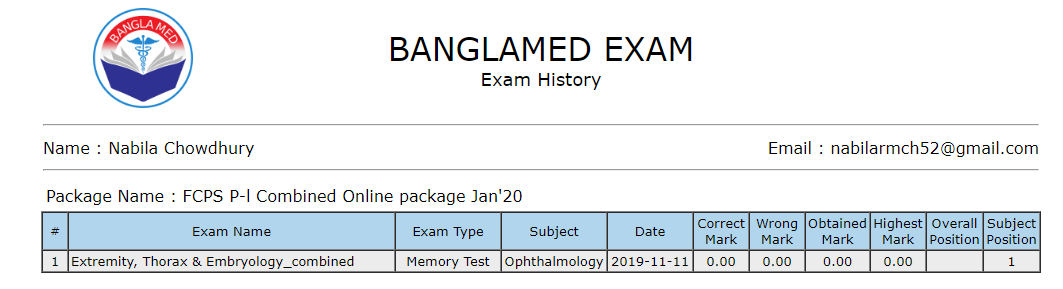 BANGLA MED
BANGLAMED EXAM
Exam History
Name : Nabila Chowdhury Email : nabilarmch52@gmail.com
Package Name : FCPS P-I Combined Online package Jan'20
# Exam Name Exam Type Subject Date Correct Mark Wrong Mark Obtained Mark Highest Mark Overall Position Subject Position
1 Extremity, Thorax & Embryology_combined Memory Test Ophthalmology 2019-11-11 0.00 0.00 0.00 0.00 1